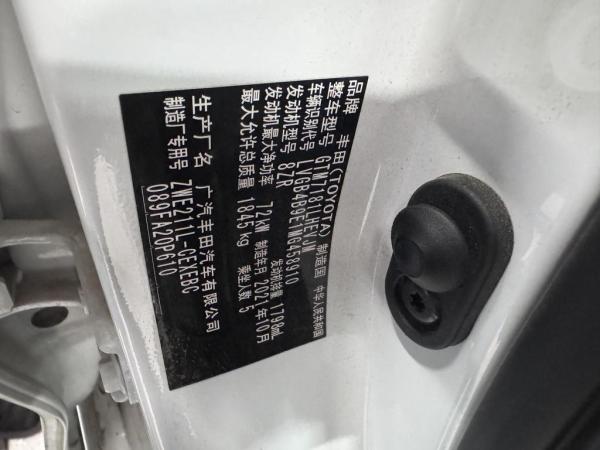 品牌 丰田(TOYOTA) 制造国 中华人民共和国
整车型号 GTM7181LHEVJM
车辆识别代号 LVGB4B9E1MG458910
发动机型号 8ZR 发动机排量 1798mL
发动机最大净功率 72kW 制造年月 2021年10月
最大允许总质量 1845kg 乘坐人数 5
生产厂名 广汽丰田汽车有限公司
制造厂专用号 ZWE211L-GEXEBC
089FA206610